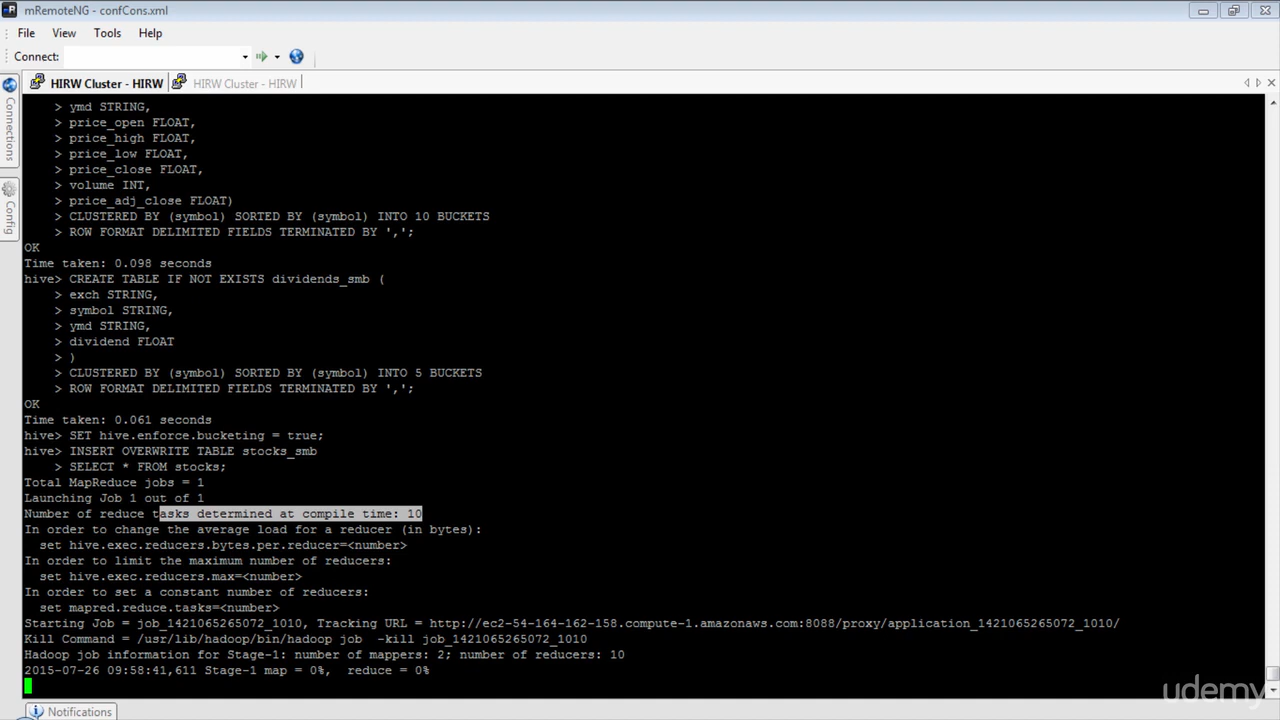 mRemoteNG - confCons.xml
File View Tools Help
Connect:
HIRW Cluster - HIRW HIRW Cluster - HIRW
Connections
Config
> ymd STRING,
> price_open FLOAT,
> price_high FLOAT,
> price_low FLOAT,
> price_close FLOAT,
> volume INT,
> price_adj_close FLOAT)
> CLUSTERED BY (symbol) SORTED BY (symbol) INTO 10 BUCKETS
> ROW FORMAT DELIMITED FIELDS TERMINATED BY ',';
OK
Time taken: 0.098 seconds
hive> CREATE TABLE IF NOT EXISTS dividends_smb (
> exch STRING,
> symbol STRING,
> ymd STRING,
> dividend FLOAT
> )
> CLUSTERED BY (symbol) SORTED BY (symbol) INTO 5 BUCKETS
> ROW FORMAT DELIMITED FIELDS TERMINATED BY ',';
OK
Time taken: 0.061 seconds
hive> SET hive.enforce.bucketing = true;
hive> INSERT OVERWRITE TABLE stocks_smb
> SELECT * FROM stocks;
Total MapReduce jobs = 1
Launching Job 1 out of 1
Number of reduce tasks determined at compile time: 10
In order to change the average load for a reducer (in bytes):
set hive.exec.reducers.bytes.per.reducer=<number>
In order to limit the maximum number of reducers:
set hive.exec.reducers.max=<number>
In order to set a constant number of reducers:
set mapred.reduce.tasks=<number>
Starting Job = job_1421065265072_1010, Tracking URL = http://ec2-54-164-162-158.compute-1.amazonaws.com:8088/proxy/application_1421065265072_1010/
Kill Command = /usr/lib/hadoop/bin/hadoop job  -kill job_1421065265072_1010
Hadoop job information for Stage-1: number of mappers: 2; number of reducers: 10
2015-07-26 09:58:41,611 Stage-1 map = 0%,  reduce = 0%
udemy
Notifications